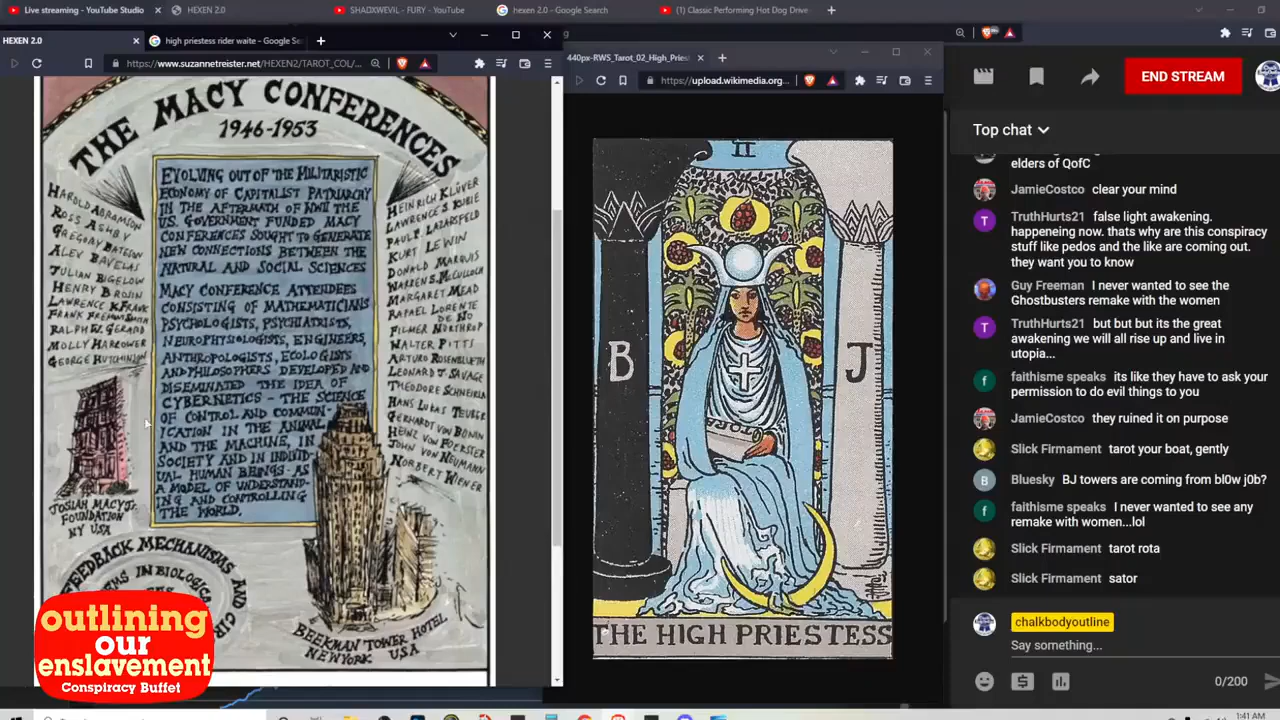 Live streaming - YouTube Studio
HEXEN 2.0
SHADXWEVIL - FURY - YouTube
hexen 2.0 - Google Search
(1) Classic Performing Hot Dog Drive
HEXEN 2.0
high priestess rider waite - Google Se
https://www.suzannetreister.net/HEXEN2/TAROT_COL/
THE MACY CONFERENCES
1946-1953
EVOLVING OUT OF THE MILITARISTIC
ECONOMY OF CAPITALIST PATRIARCHY
IN THE AFTERMATH OF WWII THE
U.S. GOVERNMENT FUNDED MACY
CONFERENCES SOUGHT TO GENERATE
NEW CONNECTIONS BETWEEN THE
NATURAL AND SOCIAL SCIENCES
MACY CONFERENCE ATTENDEES
CONSISTING OF MATHEMATICIANS
PSYCHOLOGISTS, PSYCHIATRISTS,
NEUROPHYSIOLOGISTS, ENGINEERS,
ANTHROPOLOGISTS, ECOLOGISTS
AND PHILOSOPHERS DEVELOPED AND
DISEMINATED THE IDEA OF
CYBERNETICS - THE SCIENCE
OF CONTROL AND COMMUN-
ICATION IN THE ANIMAL
AND THE MACHINE, IN
SOCIETY AND IN INDIVID
UAL HUMAN BEINGS - AS
A MODEL OF UNDERSTAND-
ING AND CONTROLLING
THE WORLD.
HAROLD ABRAMSON
ROSS ASHBY
GREGORY BATESON
ALEX BAVELAS
JULIAN BIGELOW
HENRY BROSIN
LAWRENCE K FRANK
FRANK FREMONT SMITH
RALPH W. GERARD
MOLLY HARROWER
GEORGE HUTCHINSON
HEINRICH KLÜVER
LAWRENCE S. KUBIE
PAUL F. LAZARSFELD
KURT LEWIN
DONALD MARQUIS
WARREN S. MCCULLOCH
MARGARET MEAD
RAFAEL LORENTE
DE NO
FILMER NORTHROP
WALTER PITTS
ARTURO ROSENBLUETH
LEONARD J. SAVAGE
THEODORE SCHNEIRLA
HANS LUKAS TEUBER
GERHARDT VON BONIN
HEINZ VON FOERSTER
JOHN VON NEUMANN
NORBERT WIENER
JOSIAH MACY JR.
FOUNDATION
NY USA
FEEDBACK MECHANISMS AND CIR
IN BIOLOGICA
BEEKMAN TOWER HOTEL
NEW YORK USA
outlining
our
enslavement
Conspiracy Buffet
440px-RWS_Tarot_02_High_Pries
https://upload.wikimedia.org...
II
B
J
TORA
THE HIGH PRIESTESS
END STREAM
Top chat
elders of QofC
JamieCostco clear your mind
TruthHurts21 false light awakening.
happeneing now. thats why are this conspiracy
stuff like pedos and the like are coming out.
they want you to know
Guy Freeman I never wanted to see the
Ghostbusters remake with the women
TruthHurts21 but but but its the great
awakening we will all rise up and live in
utopia...
faithisme speaks its like they have to ask your
permission to do evil things to you
JamieCostco they ruined it on purpose
Slick Firmament tarot your boat, gently
Bluesky BJ towers are coming from bl0w j0b?
faithisme speaks I never wanted to see any
remake with women...lol
Slick Firmament tarot rota
Slick Firmament sator
chalkbodyoutline
Say something...
0/200
1:41 AM